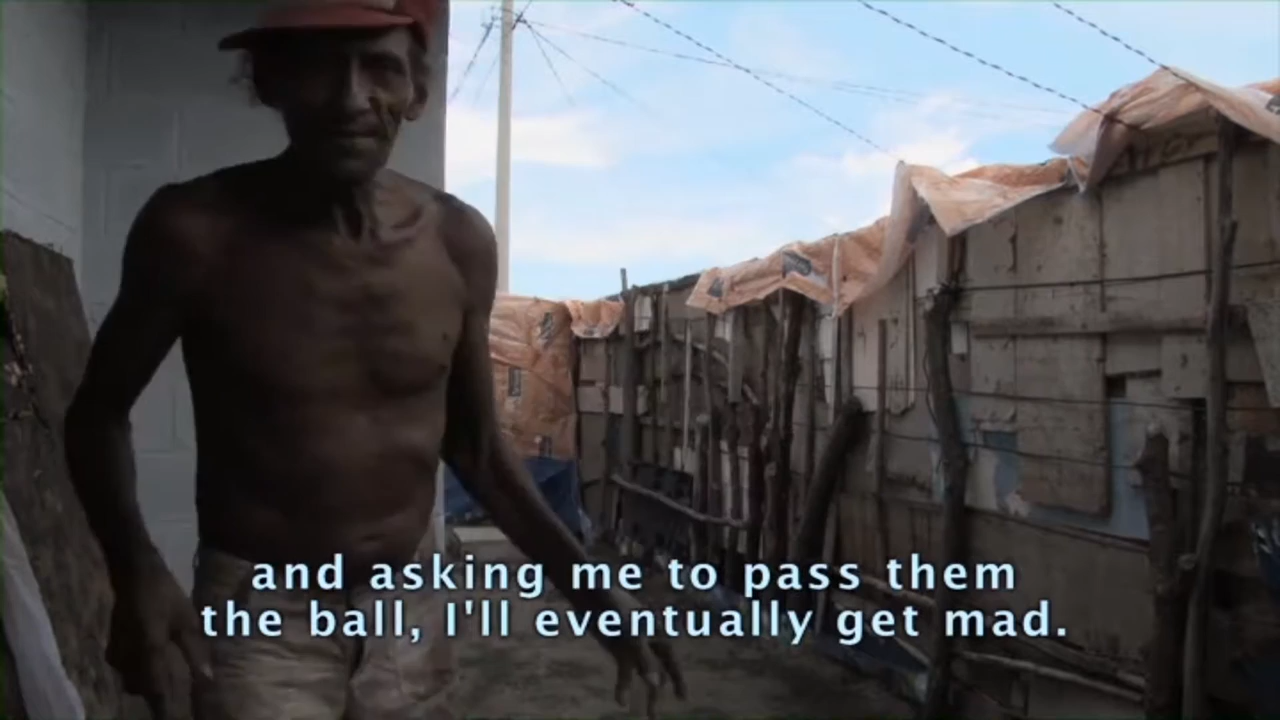 and asking me to pass them
the ball, I'll eventually get mad.